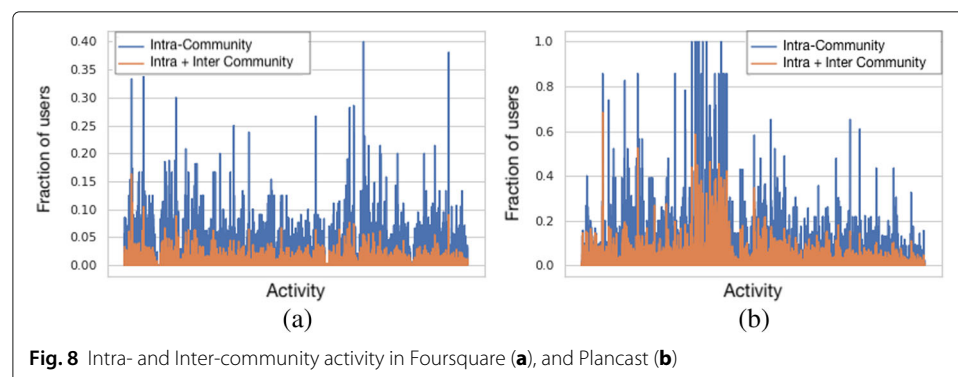 Intra-Community
Intra + Inter Community
0.40
0.35
0.30
0.25
0.20
0.15
0.10
0.05
0.00
Fraction of users
Activity
(a)
Intra-Community
Intra + Inter Community
1.0
0.8
0.6
0.4
0.2
0.0
Fraction of users
Activity
(b)
Fig. 8 Intra- and Inter-community activity in Foursquare (a), and Plancast (b)